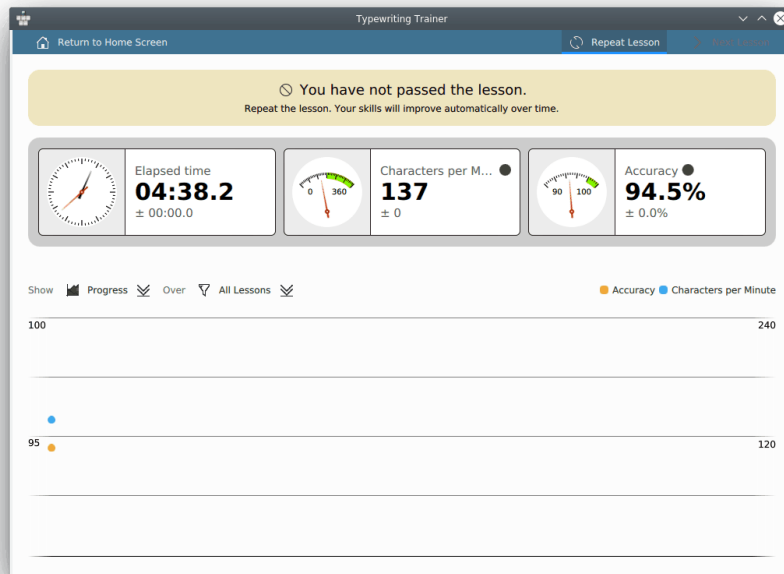 Typewriting Trainer
Return to Home Screen
Repeat Lesson
Next Lesson
You have not passed the lesson.
Repeat the lesson. Your skills will improve automatically over time.
Elapsed time
04:38.2
± 00:00.0
0 360
Characters per M...
137
± 0
90 100
Accuracy
94.5%
± 0.0%
Show Progress Over All Lessons
Accuracy Characters per Minute
100 240
95 120